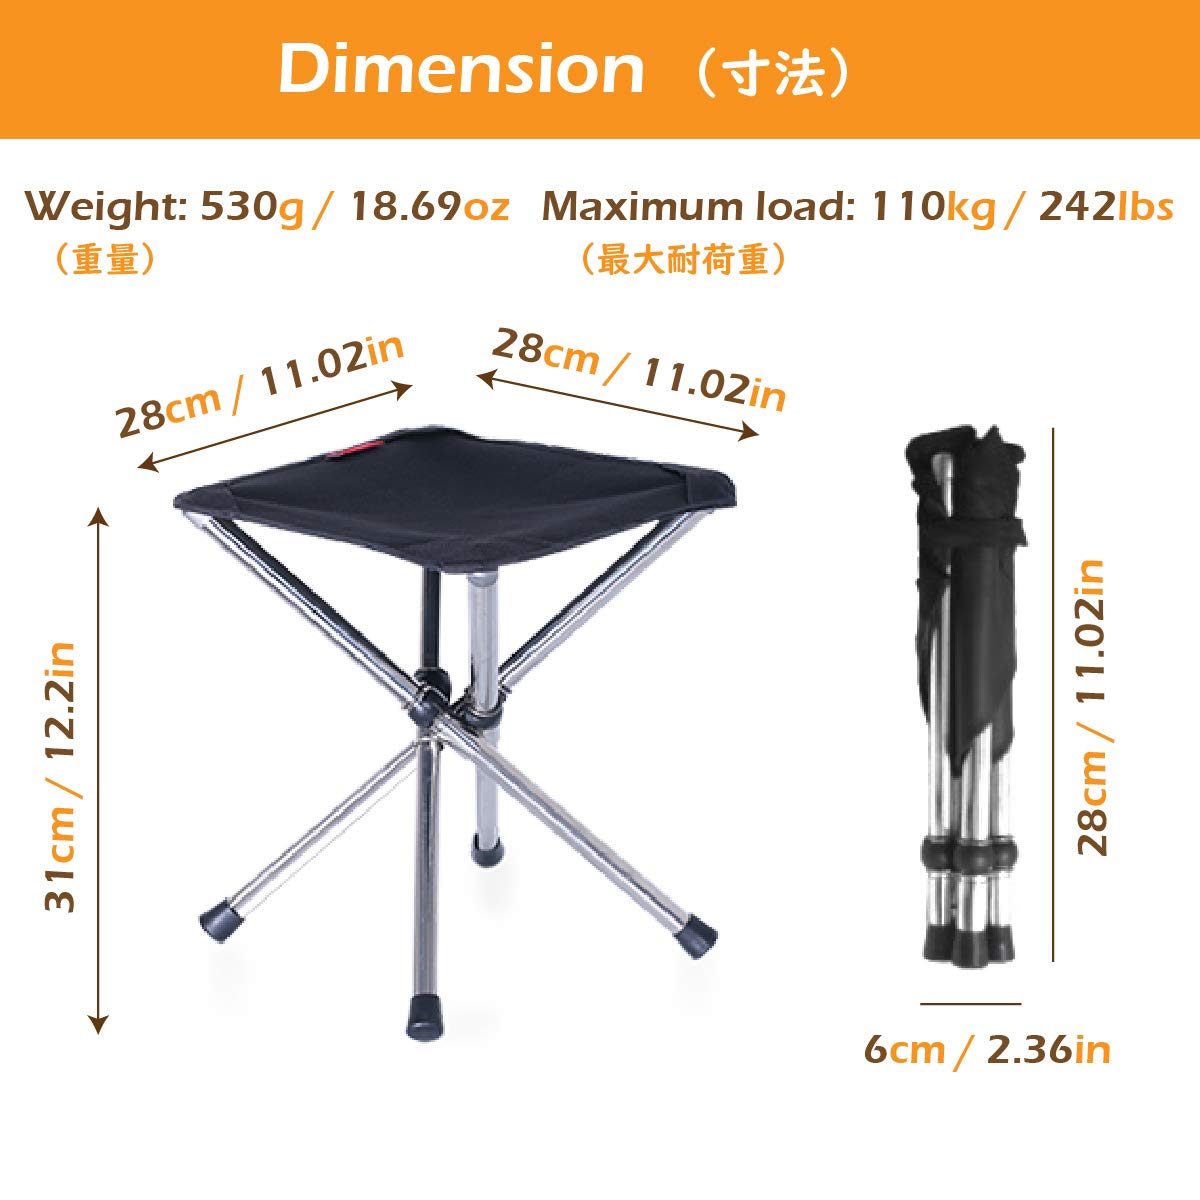 Dimension （寸法）
Weight: 530g / 18.69oz
（重量）
Maximum load: 110kg / 242lbs
（最大耐荷重）
28cm / 11.02in
28cm / 11.02in
31cm / 12.2in
28cm / 11.02in
6cm / 2.36in